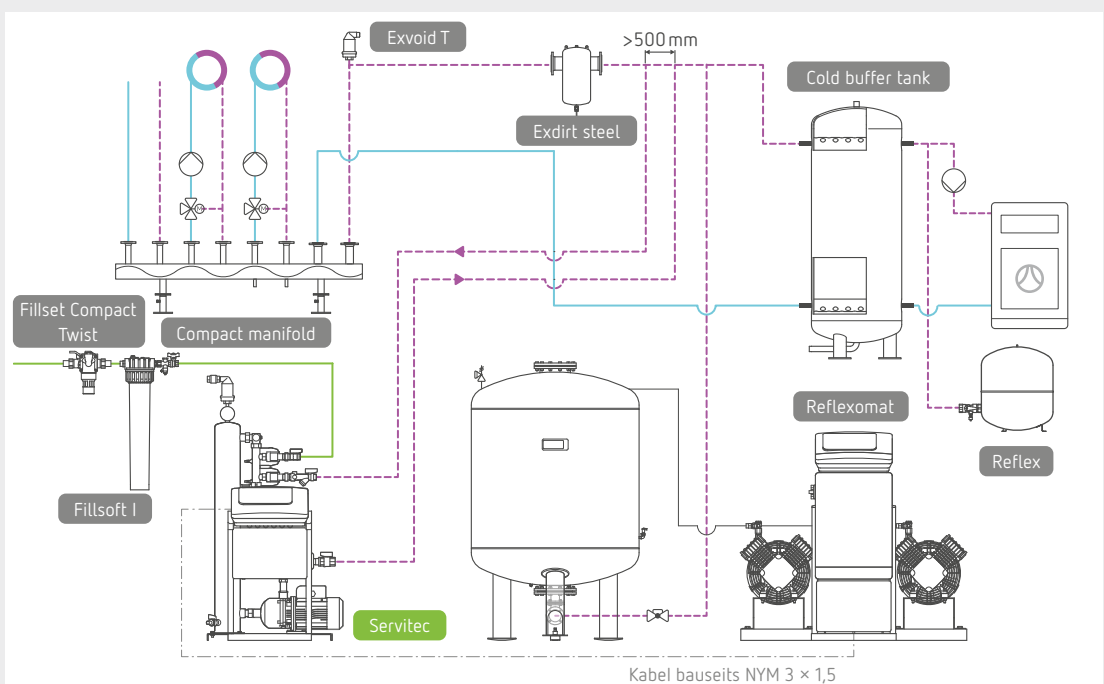 Exvoid T
>500 mm
Cold buffer tank
Exdirt steel
Fillset Compact
Twist
Compact manifold
M
M
Reflexomat
Reflex
Fillsoft I
Servitec
Kabel bauseits NYM 3 × 1,5